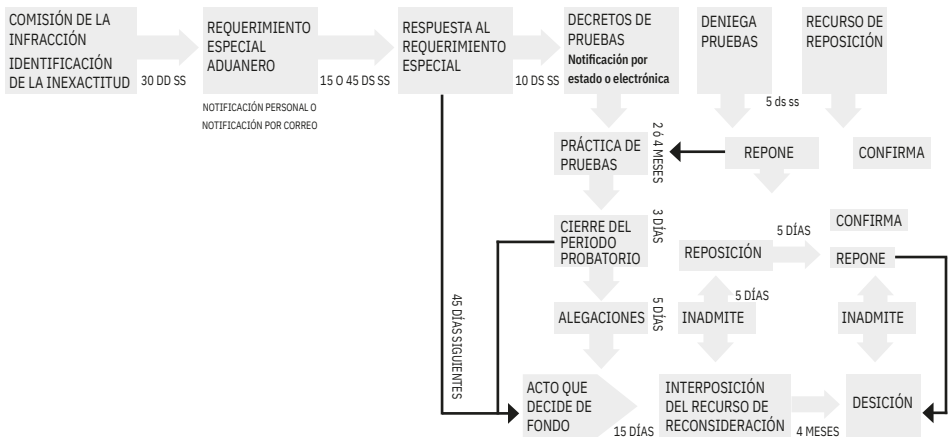 COMISIÓN DE LA
INFRACCIÓN
IDENTIFICACIÓN
DE LA INEXACTITUD
30 DD SS
REQUERIMIENTO
ESPECIAL
ADUANERO
NOTIFICACIÓN PERSONAL O
NOTIFICACIÓN POR CORREO
15 O 45 DS SS
RESPUESTA AL
REQUERIMIENTO
ESPECIAL
10 DS SS
DECRETOS DE
PRUEBAS
Notificación por
estado o electrónica
DENIEGA
PRUEBAS
RECURSO DE
REPOSICIÓN
5 ds ss
PRÁCTICA DE
PRUEBAS
2 ó 4 MESES
REPONE
CONFIRMA
CIERRE DEL
PERIODO
PROBATORIO
3 DÍAS
REPOSICIÓN
5 DÍAS
CONFIRMA
REPONE
45 DÍAS SIGUIENTES
ALEGACIONES
5 DÍAS
5 DÍAS
INADMITE
INADMITE
ACTO QUE
DECIDE DE
FONDO
15 DÍAS
INTERPOSICIÓN
DEL RECURSO DE
RECONSIDERACIÓN
4 MESES
DESICIÓN